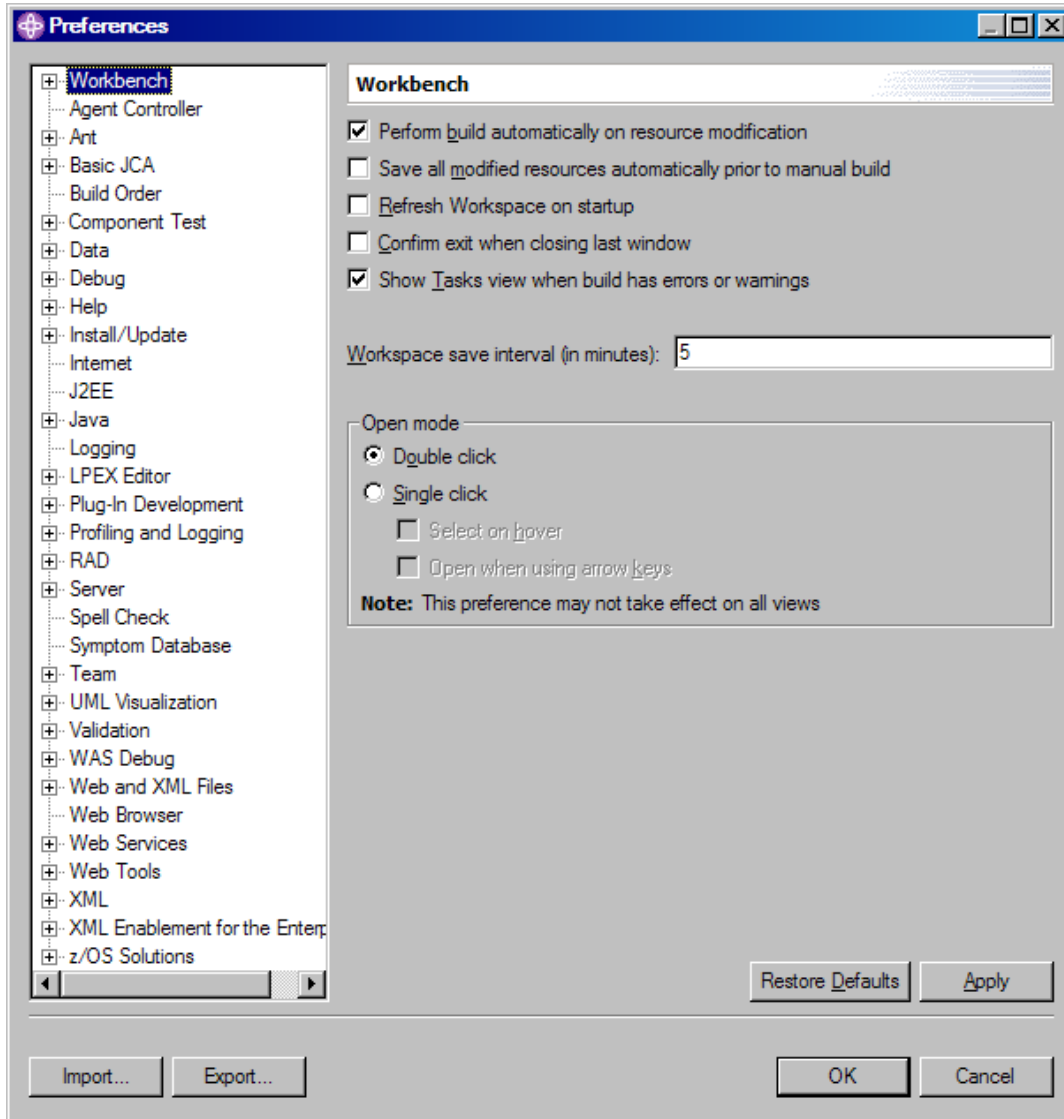 Preferences
Workbench
Agent Controller
Ant
Basic JCA
Build Order
Component Test
Data
Debug
Help
Install/Update
Internet
J2EE
Java
Logging
LPEX Editor
Plug-In Development
Profiling and Logging
RAD
Server
Spell Check
Symptom Database
Team
UML Visualization
Validation
WAS Debug
Web and XML Files
Web Browser
Web Services
Web Tools
XML
XML Enablement for the Enterp
z/OS Solutions
Workbench
Perform build automatically on resource modification
Save all modified resources automatically prior to manual build
Refresh Workspace on startup
Confirm exit when closing last window
Show Tasks view when build has errors or warnings
Workspace save interval (in minutes): 5
Open mode
Double click
Single click
Select on hover
Open when using arrow keys
Note: This preference may not take effect on all views
Restore Defaults Apply
Import... Export... OK Cancel